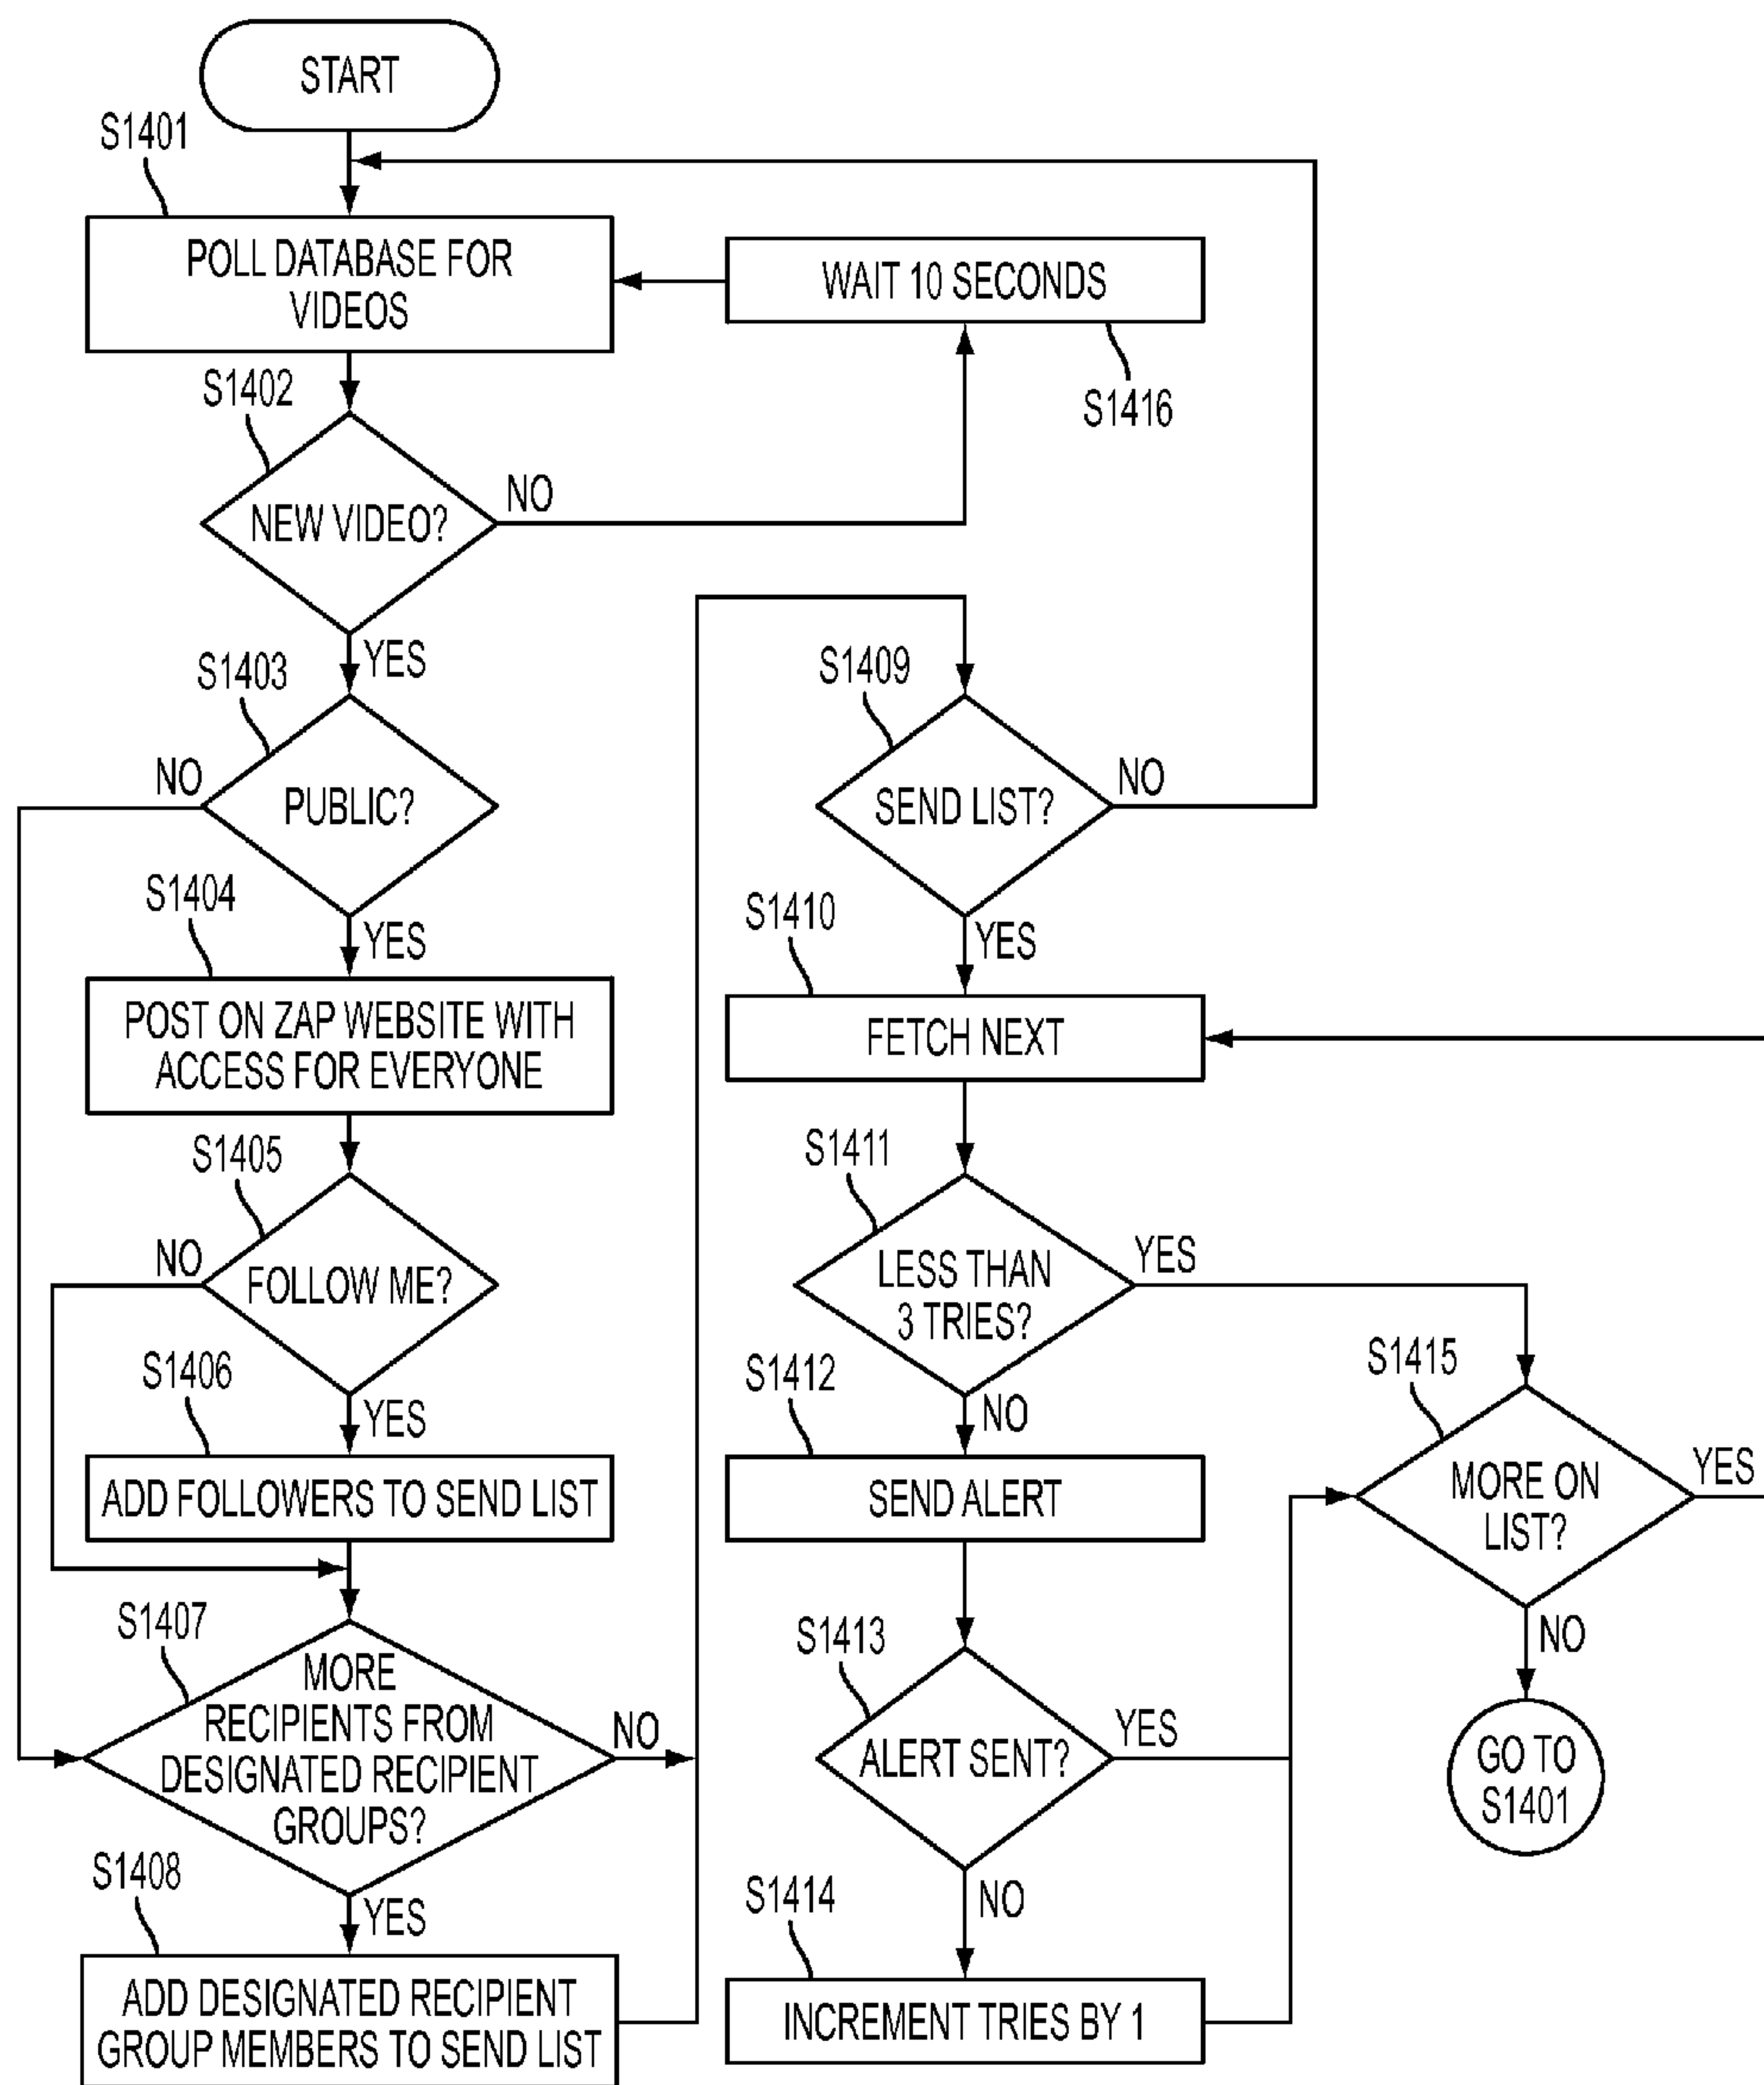 START
S1401
POLL DATABASE FOR
VIDEOS
WAIT 10 SECONDS
S1416
S1402
NEW VIDEO?
NO
YES
S1403
PUBLIC?
NO
YES
S1404
POST ON ZAP WEBSITE WITH
ACCESS FOR EVERYONE
S1405
FOLLOW ME?
NO
YES
S1406
ADD FOLLOWERS TO SEND LIST
S1407
MORE
RECIPIENTS FROM
DESIGNATED RECIPIENT
GROUPS?
NO
YES
S1408
ADD DESIGNATED RECIPIENT
GROUP MEMBERS TO SEND LIST
S1409
SEND LIST?
NO
YES
S1410
FETCH NEXT
S1411
LESS THAN
3 TRIES?
YES
NO
S1412
SEND ALERT
S1413
ALERT SENT?
YES
NO
S1414
INCREMENT TRIES BY 1
S1415
MORE ON
LIST?
YES
NO
GO TO
S1401